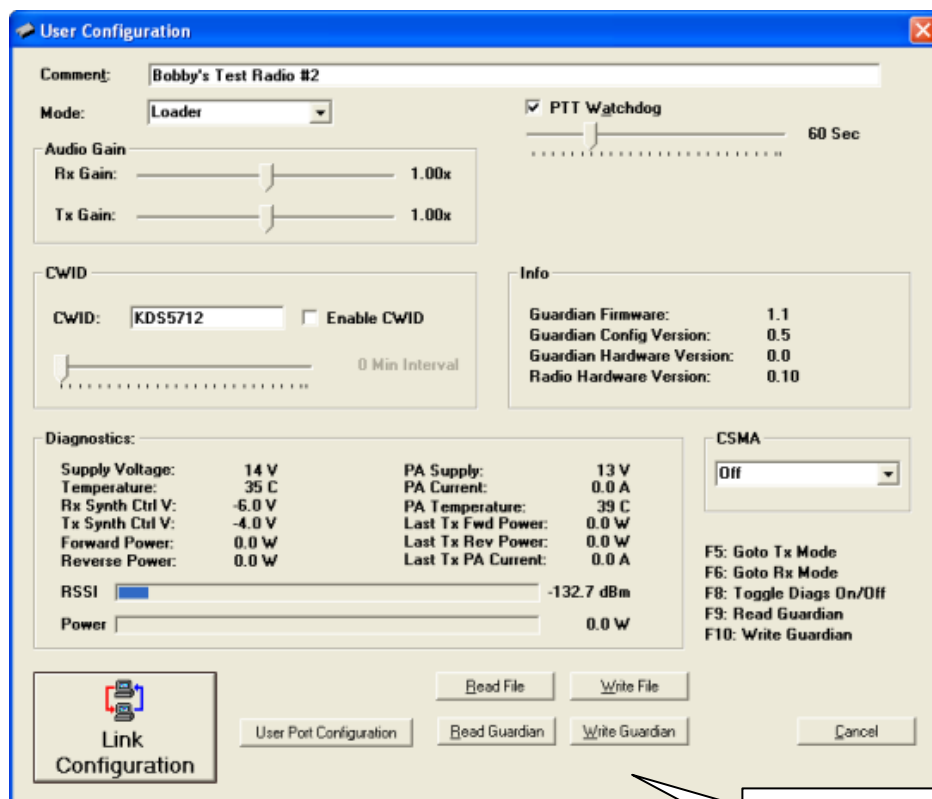 User Configuration
Comment: Bobby's Test Radio #2
Mode: Loader
PTT Watchdog
60 Sec
Audio Gain
Rx Gain: 1.00x
Tx Gain: 1.00x
CWID
CWID: KDS5712 Enable CWID
0 Min Interval
Info
Guardian Firmware: 1.1
Guardian Config Version: 0.5
Guardian Hardware Version: 0.0
Radio Hardware Version: 0.10
Diagnostics:
Supply Voltage: 14 V
Temperature: 35 C
Rx Synth Ctrl V: -6.0 V
Tx Synth Ctrl V: -4.0 V
Forward Power: 0.0 W
Reverse Power: 0.0 W
PA Supply: 13 V
PA Current: 0.0 A
PA Temperature: 39 C
Last Tx Fwd Power: 0.0 W
Last Tx Rev Power: 0.0 W
Last Tx PA Current: 0.0 A
RSSI -132.7 dBm
Power 0.0 W
CSMA
Off
F5: Goto Tx Mode
F6: Goto Rx Mode
F8: Toggle Diags On/Off
F9: Read Guardian
F10: Write Guardian
Link
Configuration
User Port Configuration
Read File
Write File
Read Guardian
Write Guardian
Cancel